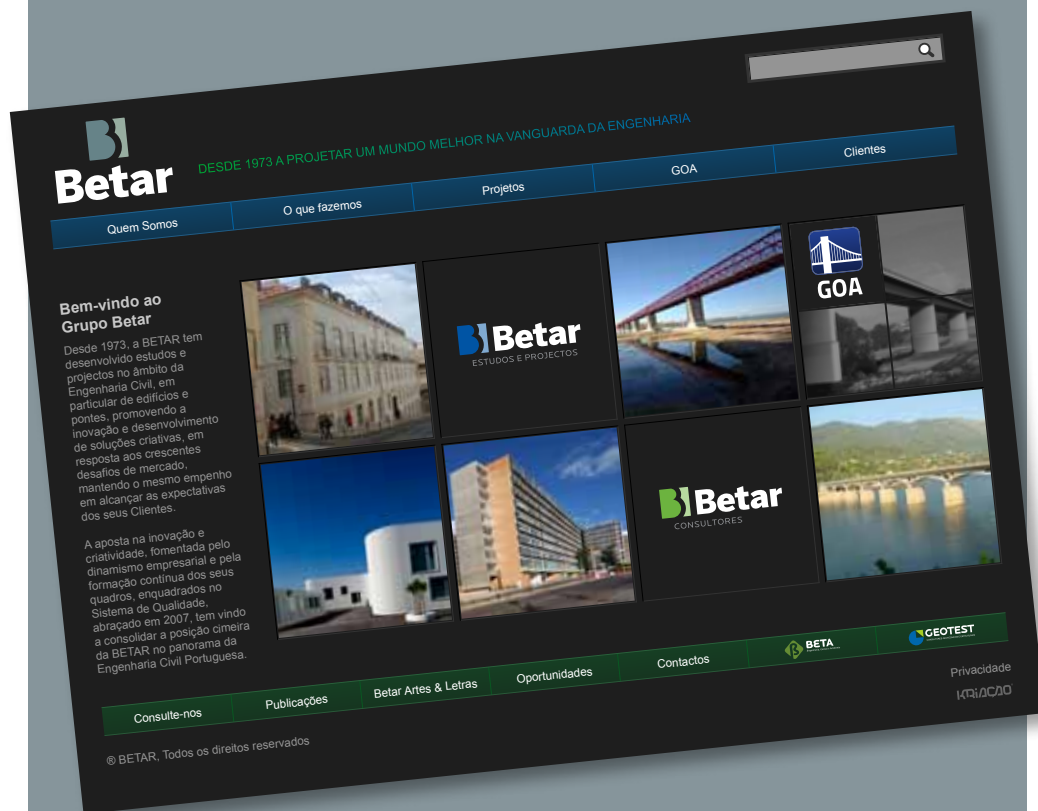 Betar
DESDE 1973 A PROJETAR UM MUNDO MELHOR NA VANGUARDA DA ENGENHARIA
Quem Somos
O que fazemos
Projetos
GOA
Clientes
Bem-vindo ao
Grupo Betar
Desde 1973, a BETAR tem
desenvolvido estudos e
projectos no âmbito da
Engenharia Civil, em
particular de edifícios e
pontes, promovendo a
inovação e desenvolvimento
de soluções criativas, em
resposta aos crescentes
desafios de mercado,
mantendo o mesmo empenho
em alcançar as expectativas
dos seus Clientes.
A aposta na inovação e
criatividade, fomentada pelo
dinamismo empresarial e pela
formação contínua dos seus
quadros, enquadrados no
Sistema de Qualidade,
abraçado em 2007, tem vindo
a consolidar a posição cimeira
da BETAR no panorama da
Engenharia Civil Portuguesa.
Betar
ESTUDOS E PROJECTOS
GOA
Betar
CONSULTORES
Consulte-nos
Publicações
Betar Artes & Letras
Oportunidades
Contactos
BETA
GEOTEST
Privacidade
KRIAÇÃO
® BETAR, Todos os direitos reservados